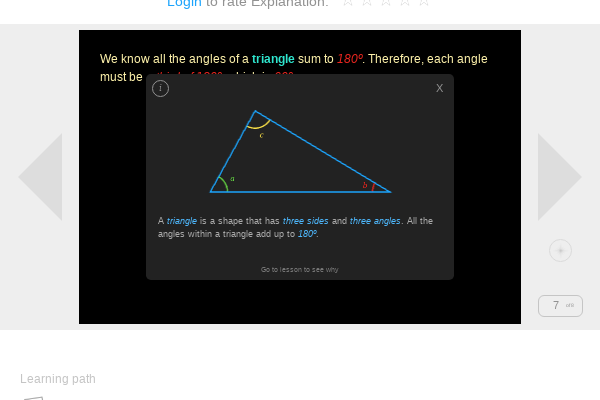 Login to rate Explanation:
We know all the angles of a triangle sum to 180º. Therefore, each angle
must be
i
X
c
a
b
A triangle is a shape that has three sides and three angles. All the
angles within a triangle add up to 180º.
Go to lesson to see why
7
Learning path